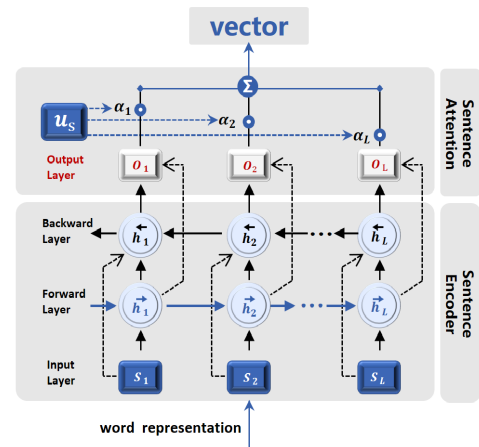 vector
Σ
u_s α_1 α_2 α_L
Output
Layer
o_1 o_2 o_L
Sentence
Attention
Backward
Layer
←h_1 ←h_2 ••• ←h_L
Forward
Layer
→h_1 →h_2 ••• →h_L
Input
Layer
s_1 s_2 s_L
Sentence
Encoder
word representation